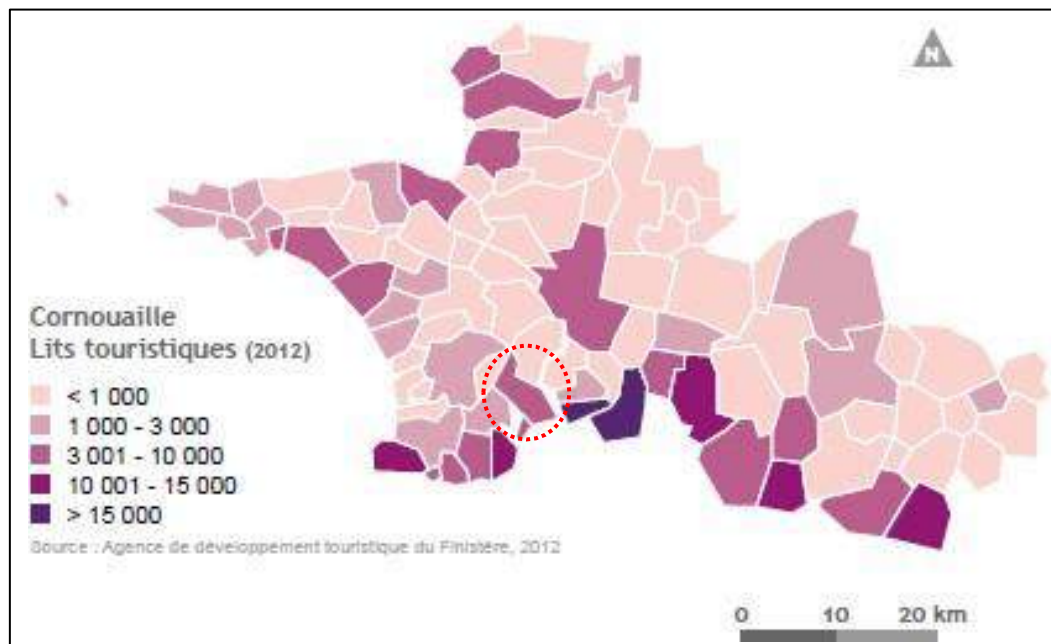 N
Cornouaille
Lits touristiques (2012)
< 1 000
1 000 - 3 000
3 001 - 10 000
10 001 - 15 000
> 15 000
Source : Agence de développement touristique du Finistère, 2012
0 10 20 km